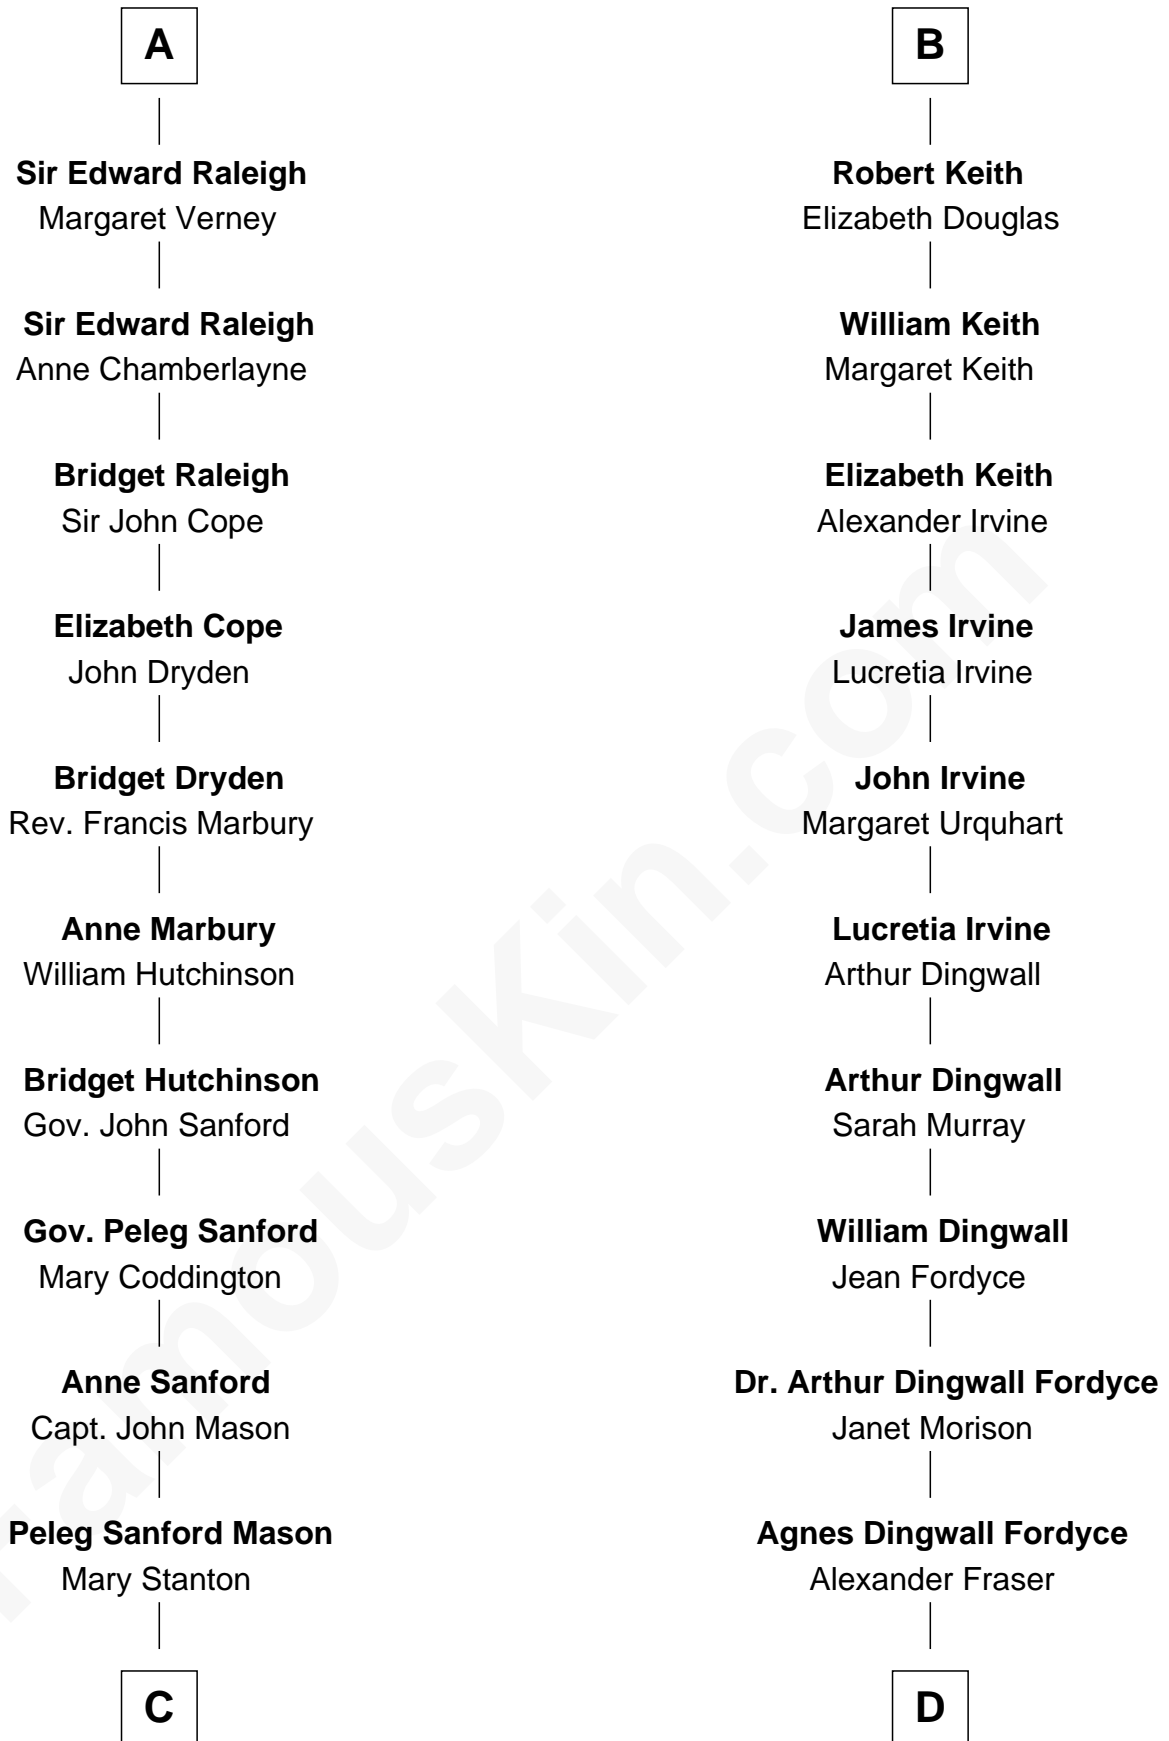 A
Sir Edward Raleigh
Margaret Verney
Sir Edward Raleigh
Anne Chamberlayne
Bridget Raleigh
Sir John Cope
Elizabeth Cope
John Dryden
Bridget Dryden
Rev. Francis Marbury
Anne Marbury
William Hutchinson
Bridget Hutchinson
Gov. John Sanford
Gov. Peleg Sanford
Mary Coddington
Anne Sanford
Capt. John Mason
Peleg Sanford Mason
Mary Stanton
C
B
Robert Keith
Elizabeth Douglas
William Keith
Margaret Keith
Elizabeth Keith
Alexander Irvine
James Irvine
Lucretia Irvine
John Irvine
Margaret Urquhart
Lucretia Irvine
Arthur Dingwall
Arthur Dingwall
Sarah Murray
William Dingwall
Jean Fordyce
Dr. Arthur Dingwall Fordyce
Janet Morison
Agnes Dingwall Fordyce
Alexander Fraser
D
FamousKin.com